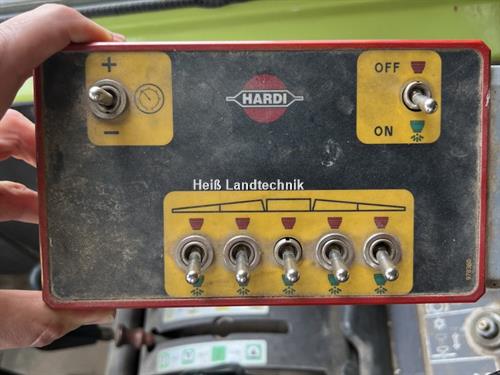 +
HARDI
OFF
-
ON
Heiß Landtechnik